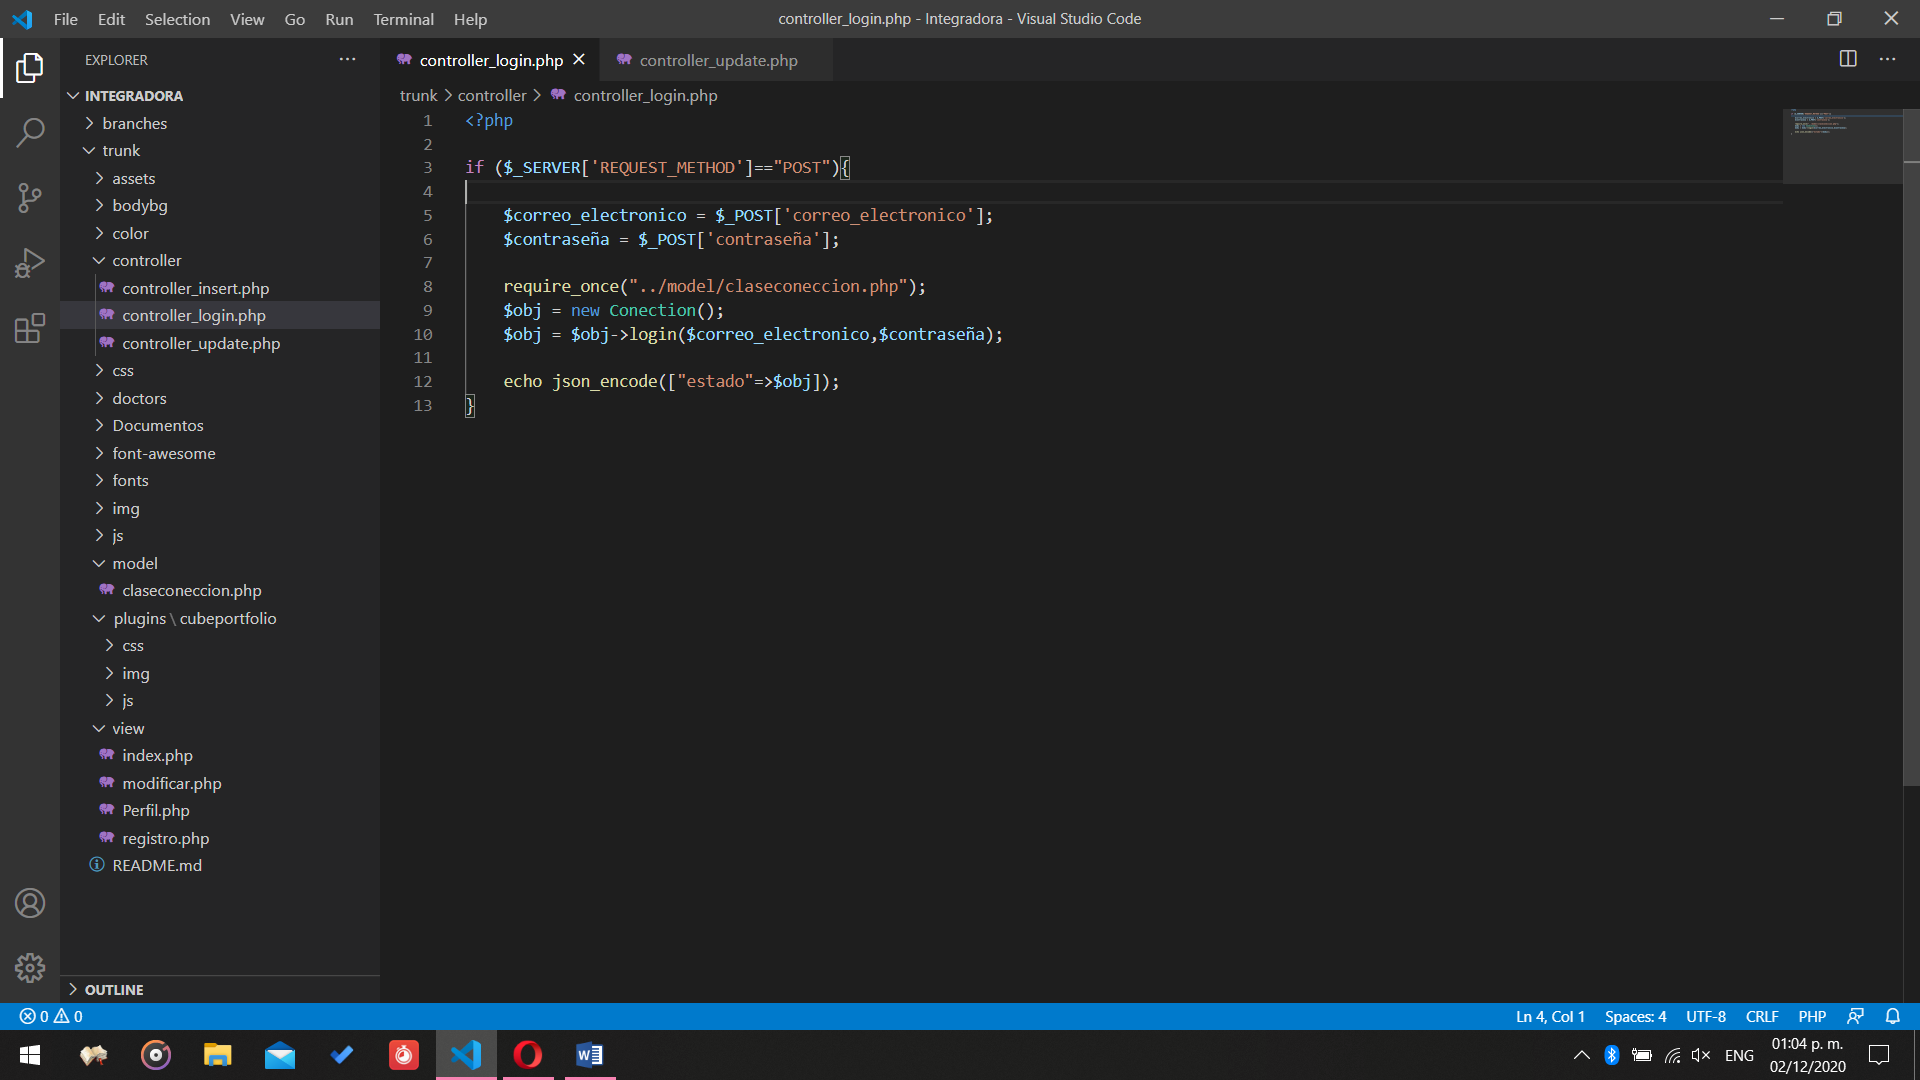 File Edit Selection View Go Run Terminal Help
controller_login.php - Integradora - Visual Studio Code
EXPLORER
INTEGRADORA
branches
trunk
assets
bodybg
color
controller
controller_insert.php
controller_login.php
controller_update.php
css
doctors
Documentos
font-awesome
fonts
img
js
model
claseconeccion.php
plugins \ cubeportfolio
css
img
js
view
index.php
modificar.php
Perfil.php
registro.php
README.md
OUTLINE
controller_login.php
controller_update.php
trunk > controller > controller_login.php
1 <?php
2
3 if ($_SERVER['REQUEST_METHOD']=="POST"){
4
5 $correo_electronico = $_POST['correo_electronico'];
6 $contraseña = $_POST['contraseña'];
7
8 require_once("../model/claseconeccion.php");
9 $obj = new Conection();
10 $obj = $obj->login($correo_electronico,$contraseña);
11
12 echo json_encode(["estado"=>$obj]);
13 }
0 0
Ln 4, Col 1 Spaces: 4 UTF-8 CRLF PHP
ENG
01:04 p. m.
02/12/2020